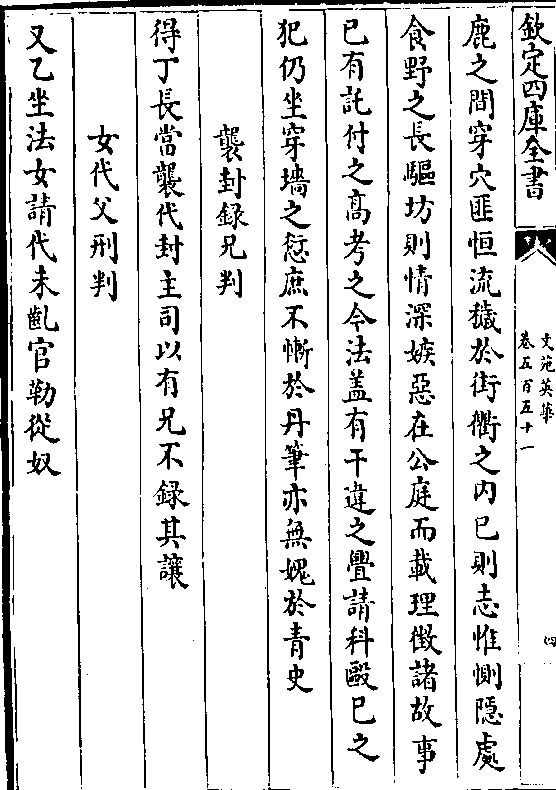 欽定四庫全書
文苑英華
卷五百五十一
四
鹿之間穿穴匪恒流穢於街衢之内已則志惟惻隱處
食野之長驅坊則情深嫉惡在公庭而載理徵諸故事
已有託付之髙考之今法盖有干違之舋請科毆已之
犯仍坐穿墻之愆庶不慚於丹筆亦無媿於青史
襲封録兄判
得丁長當襲代封主司以有兄不録其讓
女代父刑判
又乙坐法女請代未亂官勒從奴